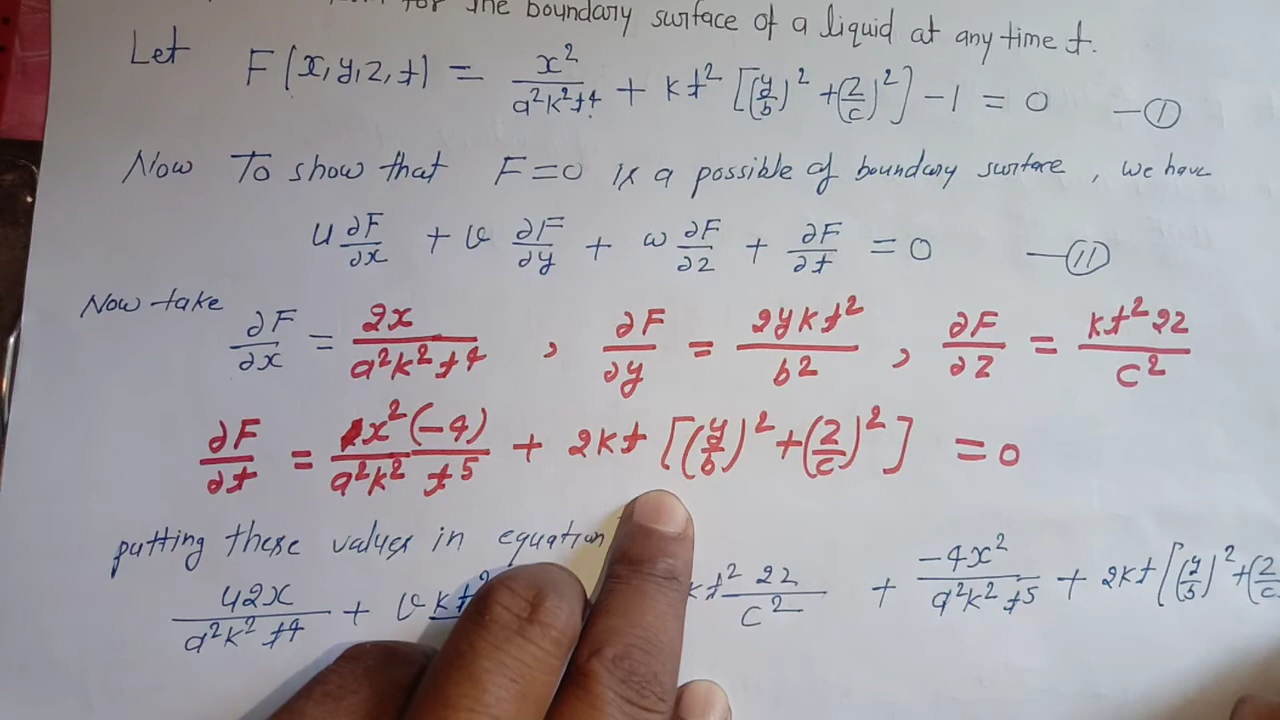 for the boundary surface of a liquid at any time t.
Let F(x,y,z,t) = x²/a²k²t⁴ + kt² [(y/b)² + (z/c)²] - 1 = 0 —(I)
Now To show that F=0 is a possible of boundary surface, we have
u ∂F/∂x + v ∂F/∂y + w ∂F/∂z + ∂F/∂t = 0 —(II)
Now take ∂F/∂x = 2x/a²k²t⁴ , ∂F/∂y = 2ykt²/b² , ∂F/∂z = kt²2z/c²
∂F/∂t = x²(-4)/a²k² t⁵ + 2kt [(y/b)² + (z/c)²] = 0
putting these values in equation
u2x/a²k²t⁴ + v kt² kt² 2z/c² + -4x²/a²k²t⁵ + 2kt [(y/b)² + (z/c